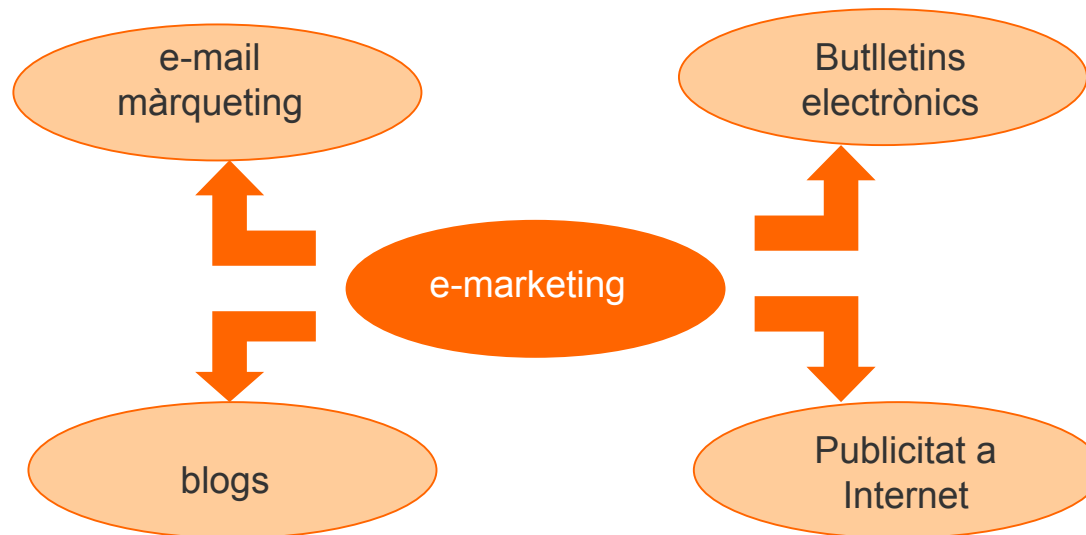 e-mail
màrqueting
Butlletins
electrònics
e-marketing
blogs
Publicitat a
Internet